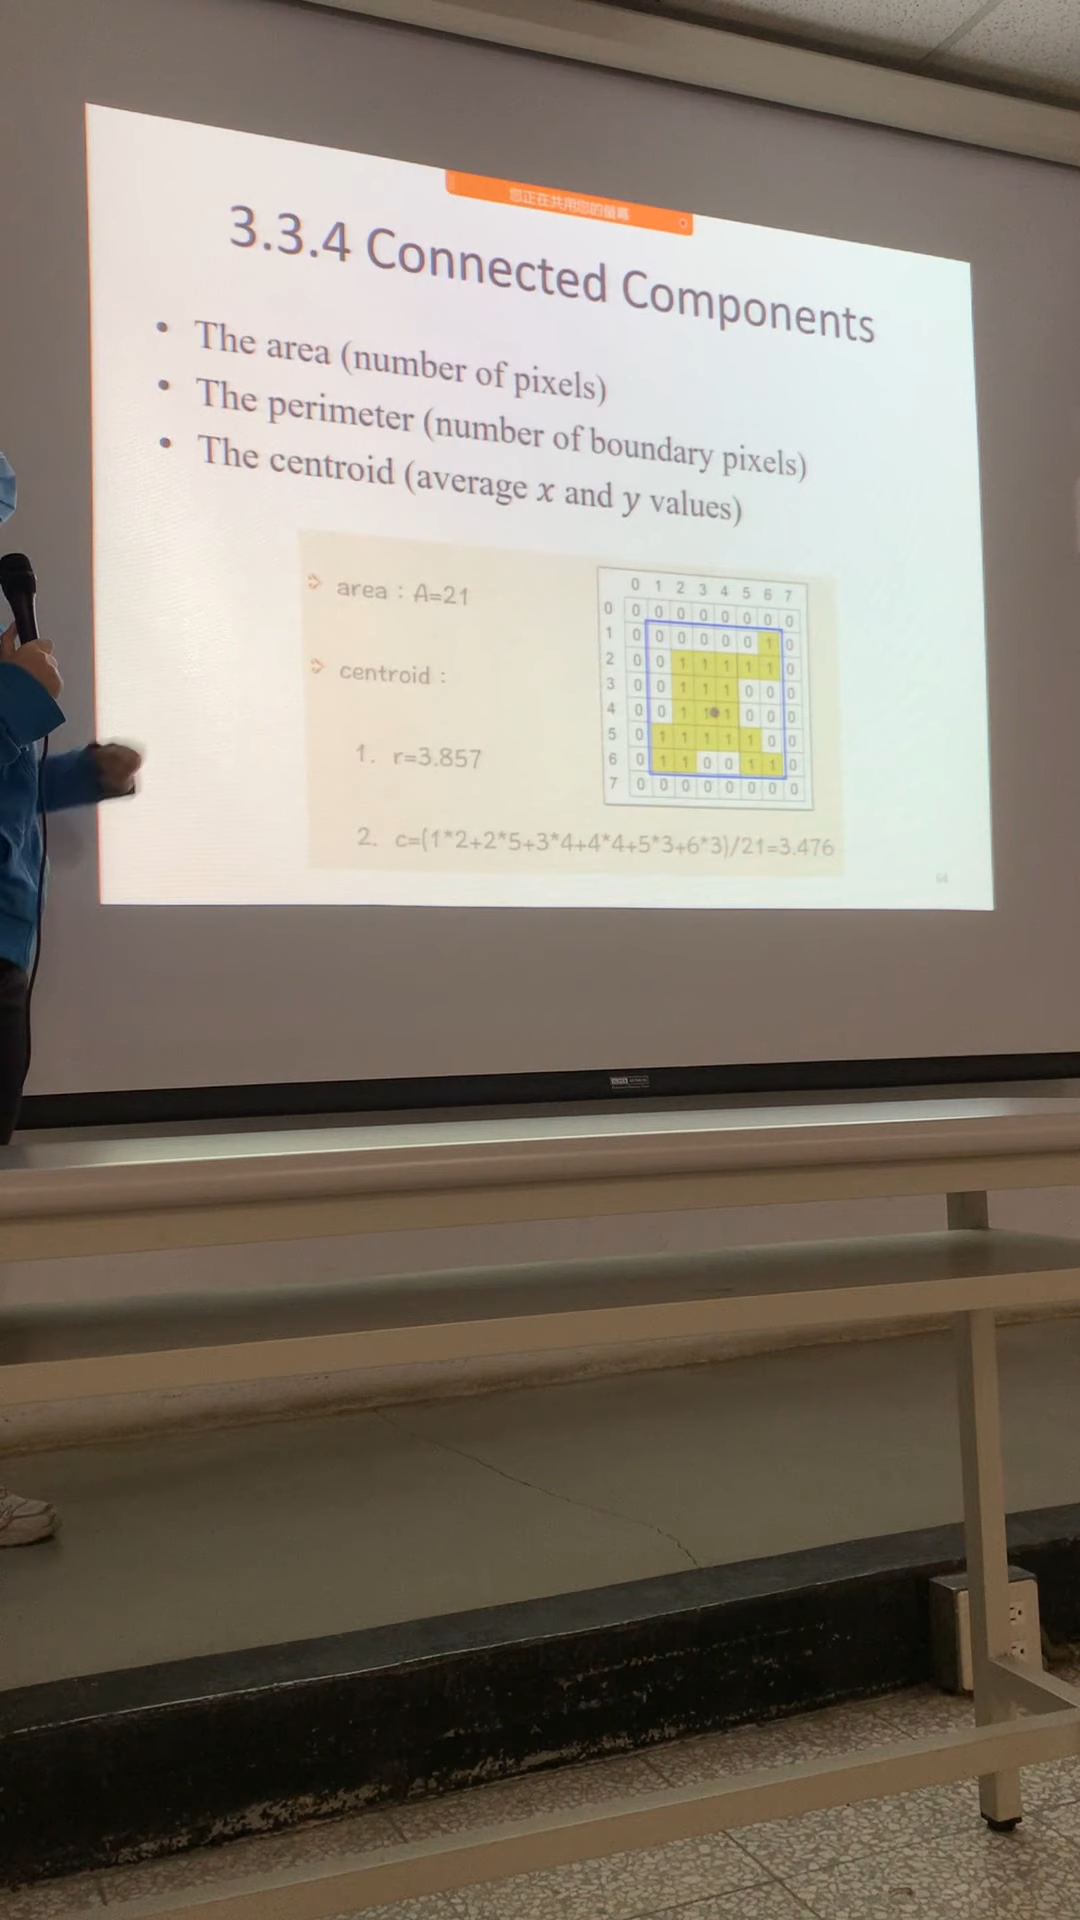 您正在共用您的螢幕
3.3.4 Connected Components
• The area (number of pixels)
• The perimeter (number of boundary pixels)
• The centroid (average x and y values)
area : A=21
centroid :
1. r=3.857
2. c=(1*2+2*5+3*4+4*4+5*3+6*3)/21=3.476
0 1 2 3 4 5 6 7
0 0 0 0 0 0 0 0 0
1 0 0 0 0 0 0 1 0
2 0 0 1 1 1 1 1 0
3 0 0 1 1 1 0 0 0
4 0 0 1 1 1 0 0 0
5 0 1 1 1 1 1 0 0
6 0 1 1 0 0 1 1 0
7 0 0 0 0 0 0 0 0
64